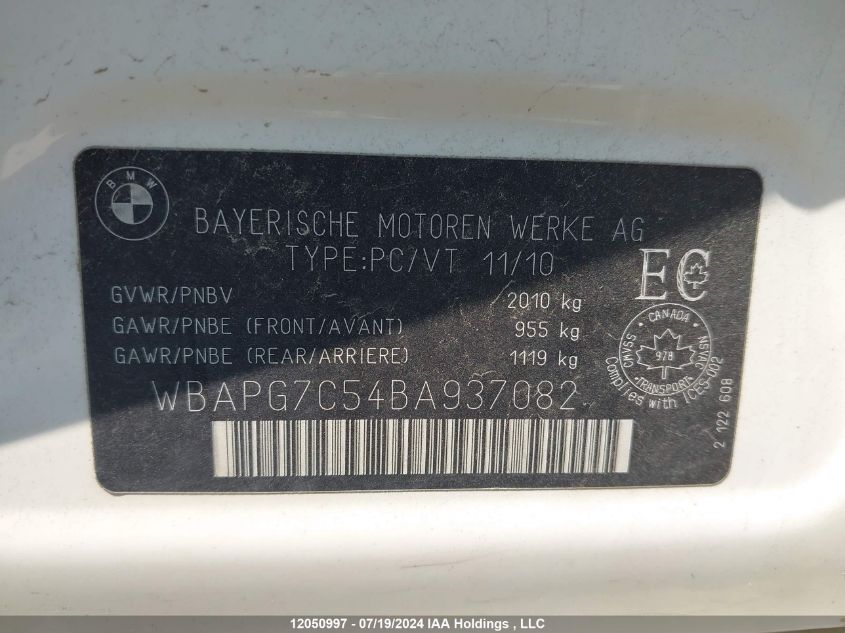 BMW
BAYERISCHE MOTOREN WERKE AG
TYPE:PC/VT 11/10
EC
GVWR/PNBV 2010 kg
GAWR/PNBE (FRONT/AVANT) 955 kg
GAWR/PNBE (REAR/ARRIERE) 1119 kg
CANADA
CMVSS NSVAC
978
TRANSPORT
Complies with ICES-002
WBAPG7C54BA937082
2 122 608
12050997 - 07/19/2024 IAA Holdings , LLC